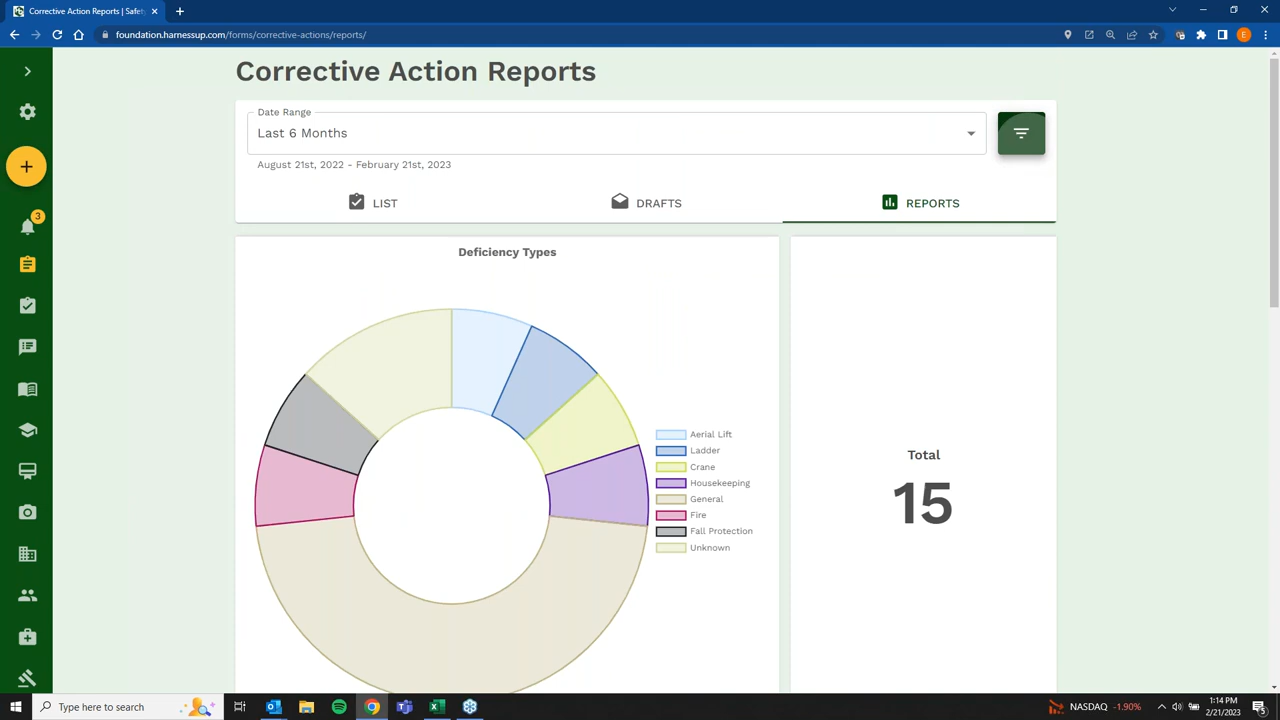 Corrective Action Reports | Safety
foundation.harnessup.com/forms/corrective-actions/reports/
E
Corrective Action Reports
Date Range
Last 6 Months
August 21st, 2022 - February 21st, 2023
LIST
DRAFTS
REPORTS
3
Deficiency Types
Aerial Lift
Ladder
Crane
Housekeeping
General
Fire
Fall Protection
Unknown
Total
15
Type here to search
NASDAQ -1.90%
1:14 PM
2/21/2023
5